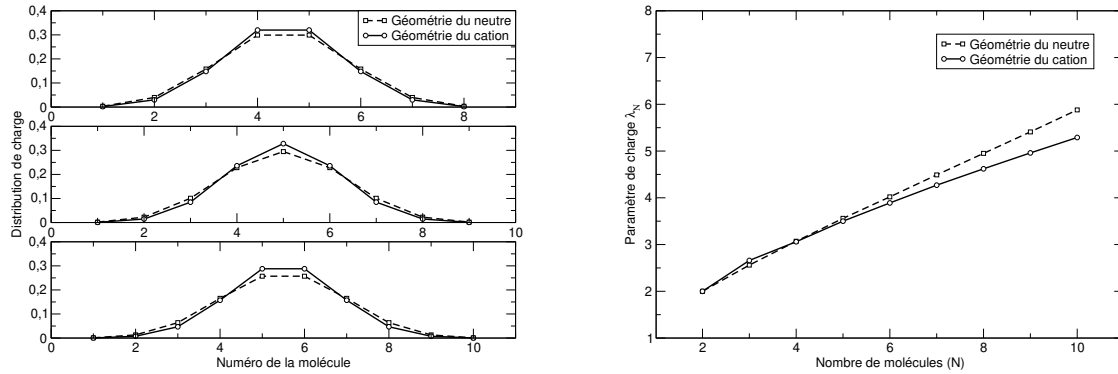 0,4
0,3
0,2
0,1
0
0 2 4 6 8
Géométrie du neutre
Géométrie du cation
0,4
0,3
0,2
0,1
0
0 2 4 6 8 10
Distribution de charge
0,4
0,3
0,2
0,1
0
0 2 4 6 8 10
Numéro de la molécule
8
7
6
5
4
3
2
1
Paramètre de charge λN
Géométrie du neutre
Géométrie du cation
2 4 6 8 10
Nombre de molécules (N)